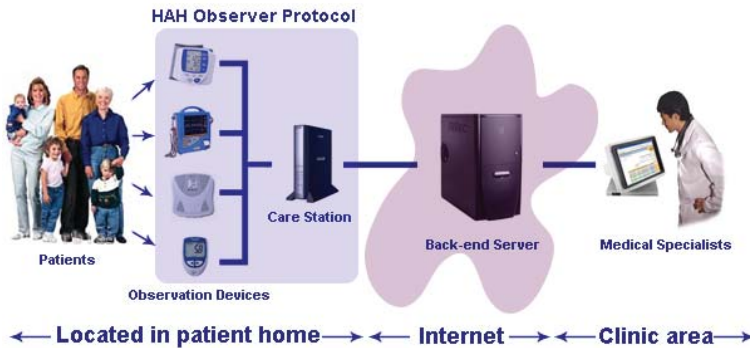 HAH Observer Protocol
Care Station
Patients
Observation Devices
Back-end Server
Medical Specialists
Located in patient home
Internet
Clinic area